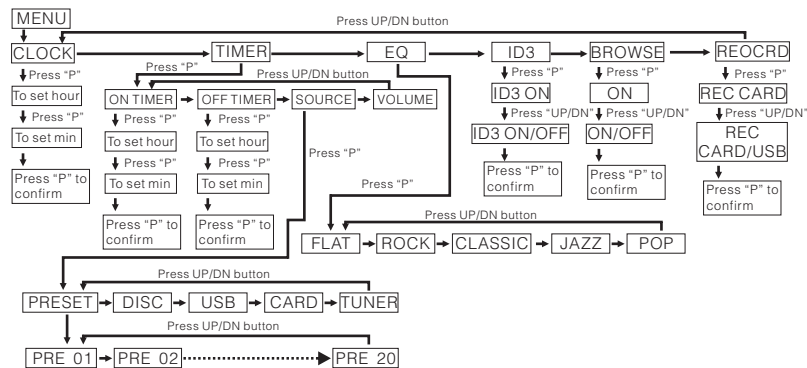 MENU
Press UP/DN button
CLOCK
TIMER
EQ
ID3
BROWSE
REOCRD
Press “P”
To set hour
Press “P”
To set min
Press “P” to
confirm
Press “P”
Press UP/DN button
ON TIMER
OFF TIMER
SOURCE
VOLUME
Press “P”
To set hour
Press “P”
To set min
Press “P” to
confirm
Press “P”
To set hour
Press “P”
To set min
Press “P” to
confirm
Press “P”
Press “P”
Press “P”
ID3 ON
Press “UP/DN”
ID3 ON/OFF
Press “P” to
confirm
Press “P”
ON
Press “UP/DN”
ON/OFF
Press “P” to
confirm
Press “P”
REC CARD
Press “UP/DN”
REC
CARD/USB
Press “P” to
confirm
Press UP/DN button
FLAT
ROCK
CLASSIC
JAZZ
POP
Press UP/DN button
PRESET
DISC
USB
CARD
TUNER
Press UP/DN button
PRE 01
PRE 02
PRE 20